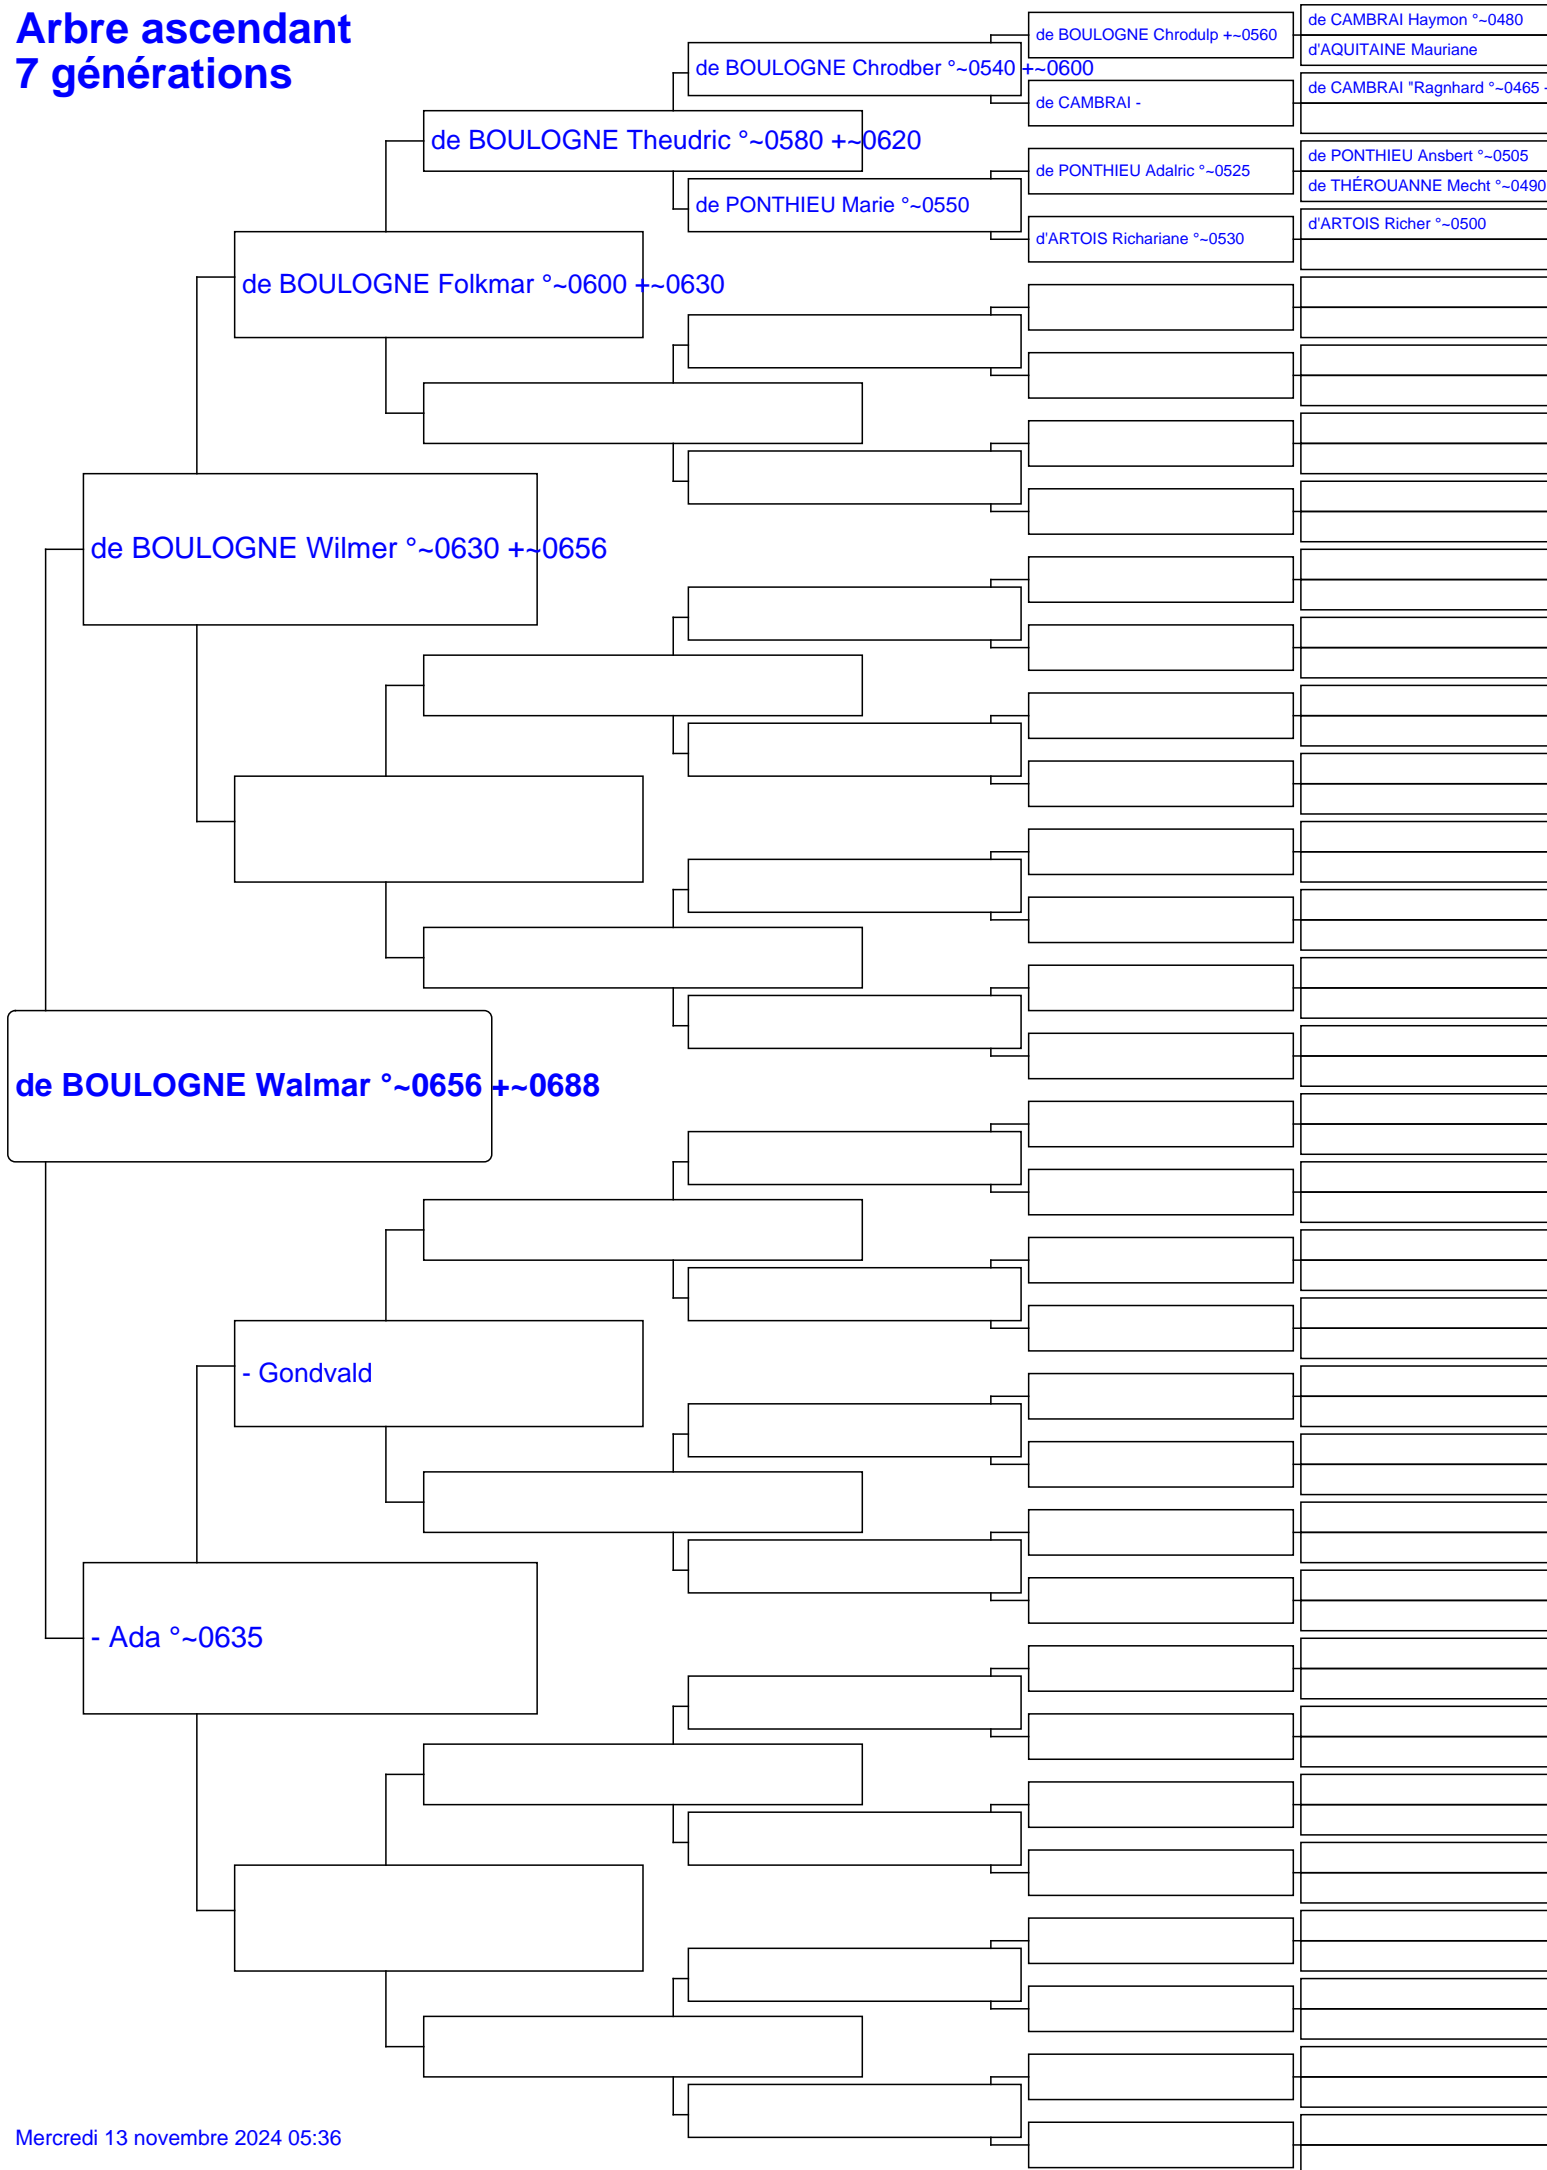 Arbre ascendant
7 générations
de CAMBRAI Haymon °~0480
de BOULOGNE Chrodulp +~0560
d'AQUITAINE Mauriane
de BOULOGNE Chrodber °~0540 +~0600
de CAMBRAI "Ragnhard °~0465
de CAMBRAI -
de BOULOGNE Theudric °~0580 +~0620
de PONTHIEU Ansbert °~0505
de PONTHIEU Adalric °~0525
de THÉROUANNE Mecht °~0490
de PONTHIEU Marie °~0550
d'ARTOIS Richer °~0500
d'ARTOIS Richariane °~0530
de BOULOGNE Folkmar °~0600 +~0630
de BOULOGNE Wilmer °~0630 +~0656
de BOULOGNE Walmar °~0656 +~0688
- Gondvald
- Ada °~0635
Mercredi 13 novembre 2024 05:36